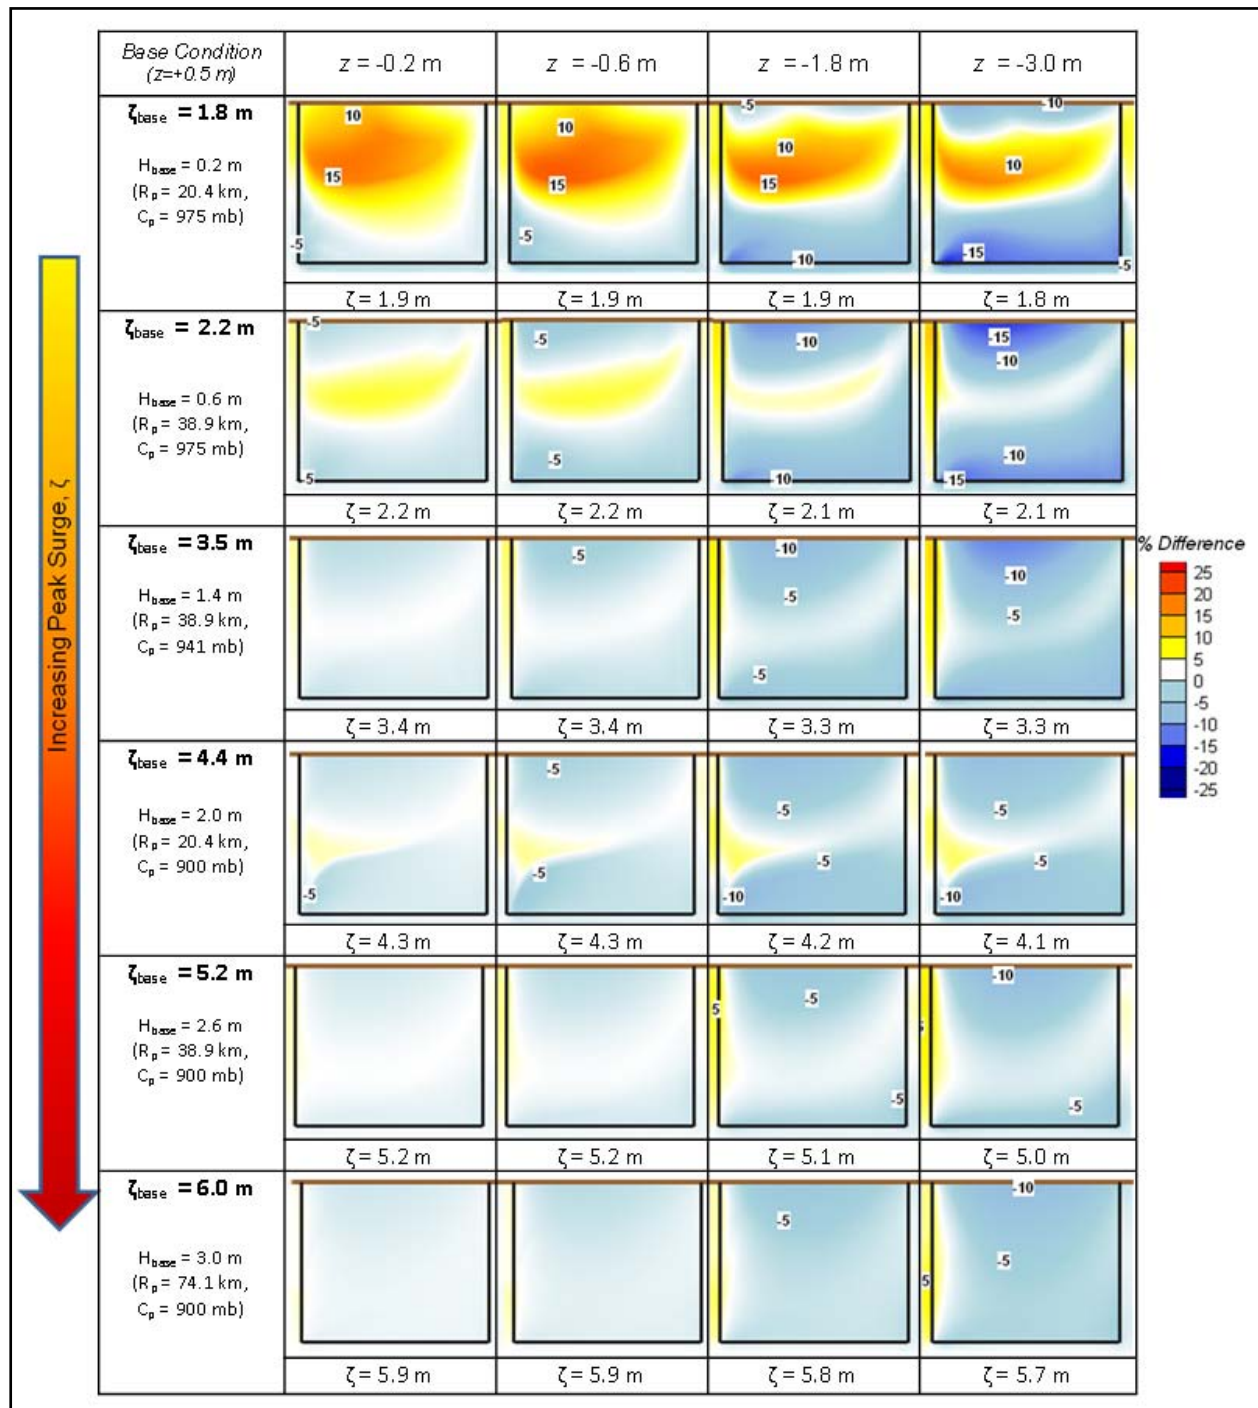 Base Condition
(z=+0.5 m)
z = -0.2 m
z = -0.6 m
z = -1.8 m
z = -3.0 m
ζbase = 1.8 m
Hbase = 0.2 m
(Rp = 20.4 km,
Cp = 975 mb)
10
15
-5
10
15
-5
-5
10
15
-10
-10
10
-15
-5
ζ = 1.9 m
ζ = 1.9 m
ζ = 1.9 m
ζ = 1.8 m
ζbase = 2.2 m
Hbase = 0.6 m
(Rp = 38.9 km,
Cp = 975 mb)
-5
-5
-5
-5
-10
-10
-15
-10
-10
-15
ζ = 2.2 m
ζ = 2.2 m
ζ = 2.1 m
ζ = 2.1 m
ζbase = 3.5 m
Hbase = 1.4 m
(Rp = 38.9 km,
Cp = 941 mb)
-5
-10
-5
-5
-10
-5
ζ = 3.4 m
ζ = 3.4 m
ζ = 3.3 m
ζ = 3.3 m
ζbase = 4.4 m
Hbase = 2.0 m
(Rp = 20.4 km,
Cp = 900 mb)
-5
-5
-5
-5
-5
-10
-5
-5
-10
ζ = 4.3 m
ζ = 4.3 m
ζ = 4.2 m
ζ = 4.1 m
ζbase = 5.2 m
Hbase = 2.6 m
(Rp = 38.9 km,
Cp = 900 mb)
5
-5
-5
-10
-5
ζ = 5.2 m
ζ = 5.2 m
ζ = 5.1 m
ζ = 5.0 m
ζbase = 6.0 m
Hbase = 3.0 m
(Rp = 74.1 km,
Cp = 900 mb)
-5
-10
-5
5
ζ = 5.9 m
ζ = 5.9 m
ζ = 5.8 m
ζ = 5.7 m
Increasing Peak Surge, ζ
% Difference
25
20
15
10
5
0
-5
-10
-15
-20
-25